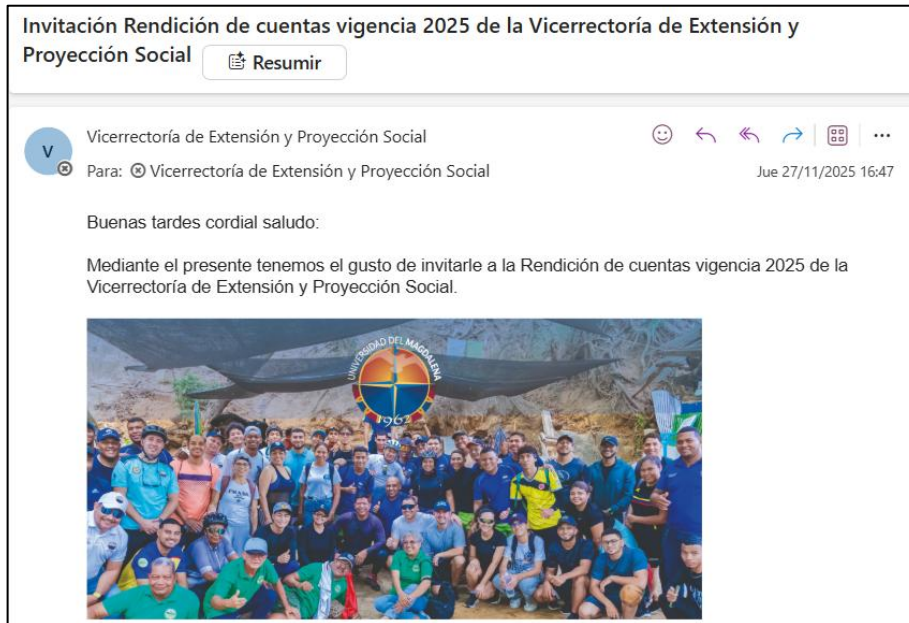 Invitación Rendición de cuentas vigencia 2025 de la Vicerrectoría de Extensión y
Proyección Social
Resumir
Vicerrectoría de Extensión y Proyección Social
V
Para: Vicerrectoría de Extensión y Proyección Social
Jue 27/11/2025 16:47
Buenas tardes cordial saludo:
Mediante el presente tenemos el gusto de invitarle a la Rendición de cuentas vigencia 2025 de la
Vicerrectoría de Extensión y Proyección Social.
UNIVERSIDAD DEL MAGDALENA
1962